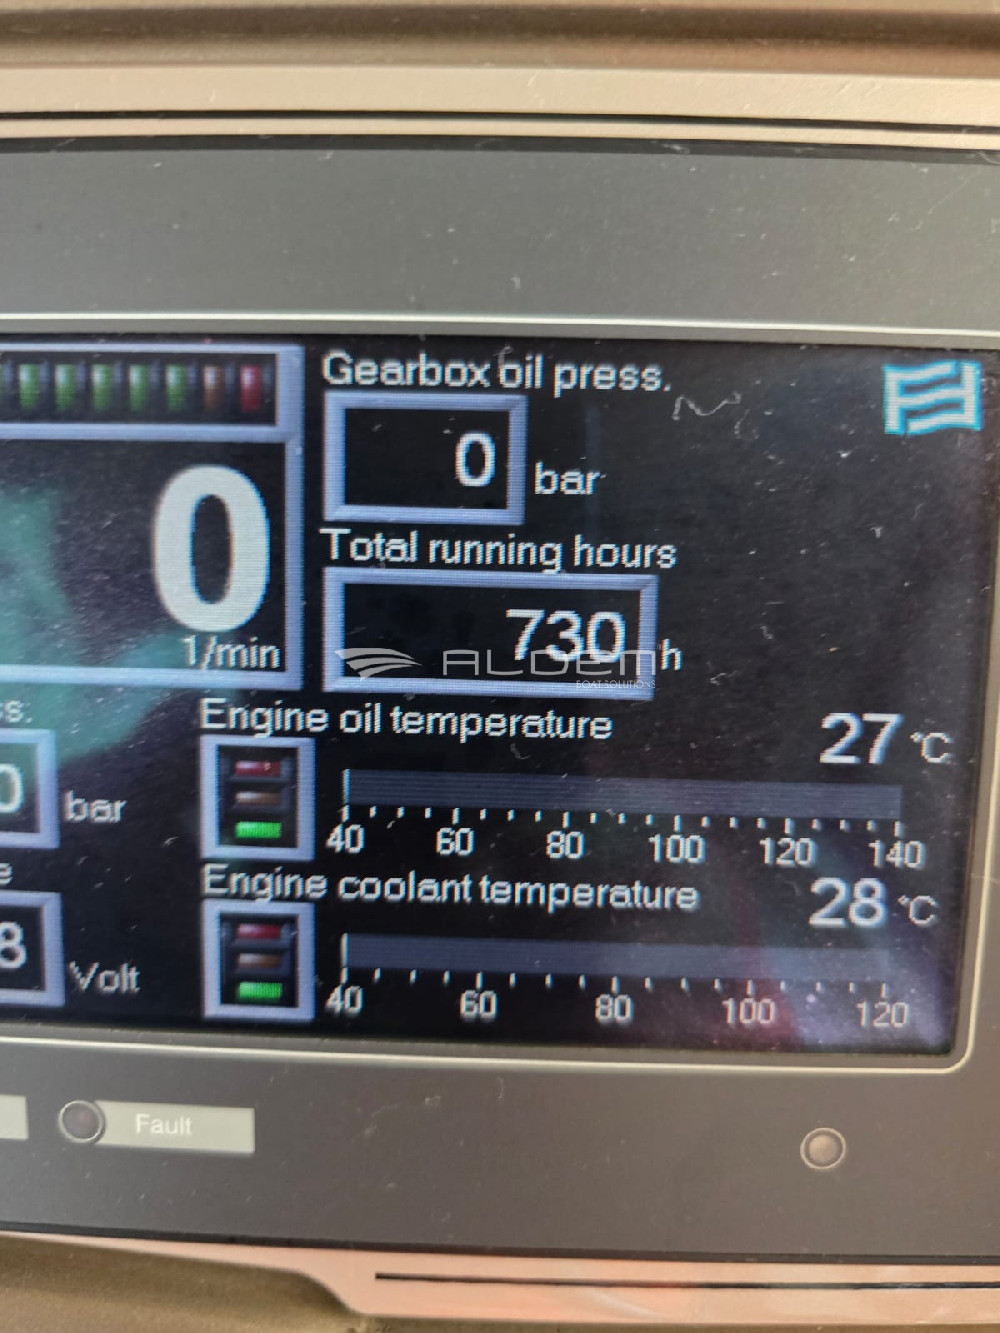 Gearbox oil press.
0 bar
Total running hours
730 h
0
1/min
ALDEM
BOAT SOLUTIONS
s.
0 bar
Engine oil temperature 27 °C
40 60 80 100 120 140
e
8 Volt
Engine coolant temperature 28 °C
40 60 80 100 120
Fault